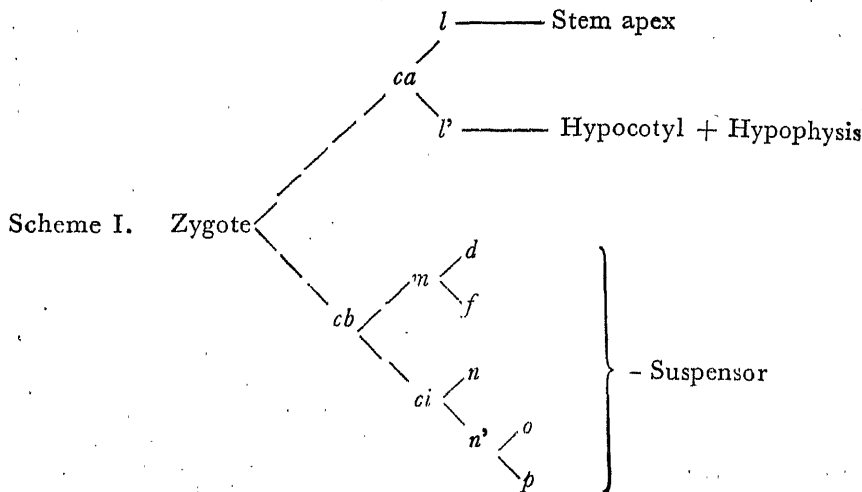 l Stem apex
ca
l' Hypocotyl + Hypophysis
Scheme I. Zygote
d
m
f
cb
- Suspensor
n
ci
n' o
p